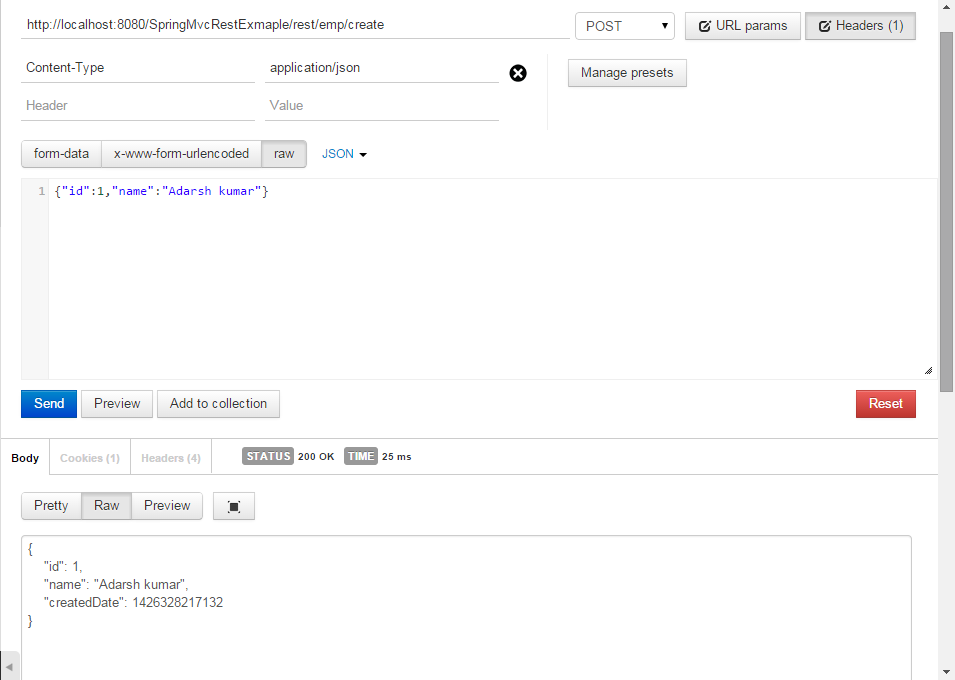 http://localhost:8080/SpringMvcRestExmaple/rest/emp/create POST URL params Headers (1)
Content-Type application/json Manage presets
Header Value
form-data x-www-form-urlencoded raw JSON
1 {"id":1,"name":"Adarsh kumar"}
Send Preview Add to collection Reset
Body Cookies (1) Headers (4) STATUS 200 OK TIME 25 ms
Pretty Raw Preview
{
"id": 1,
"name": "Adarsh kumar",
"createdDate": 1426328217132
}